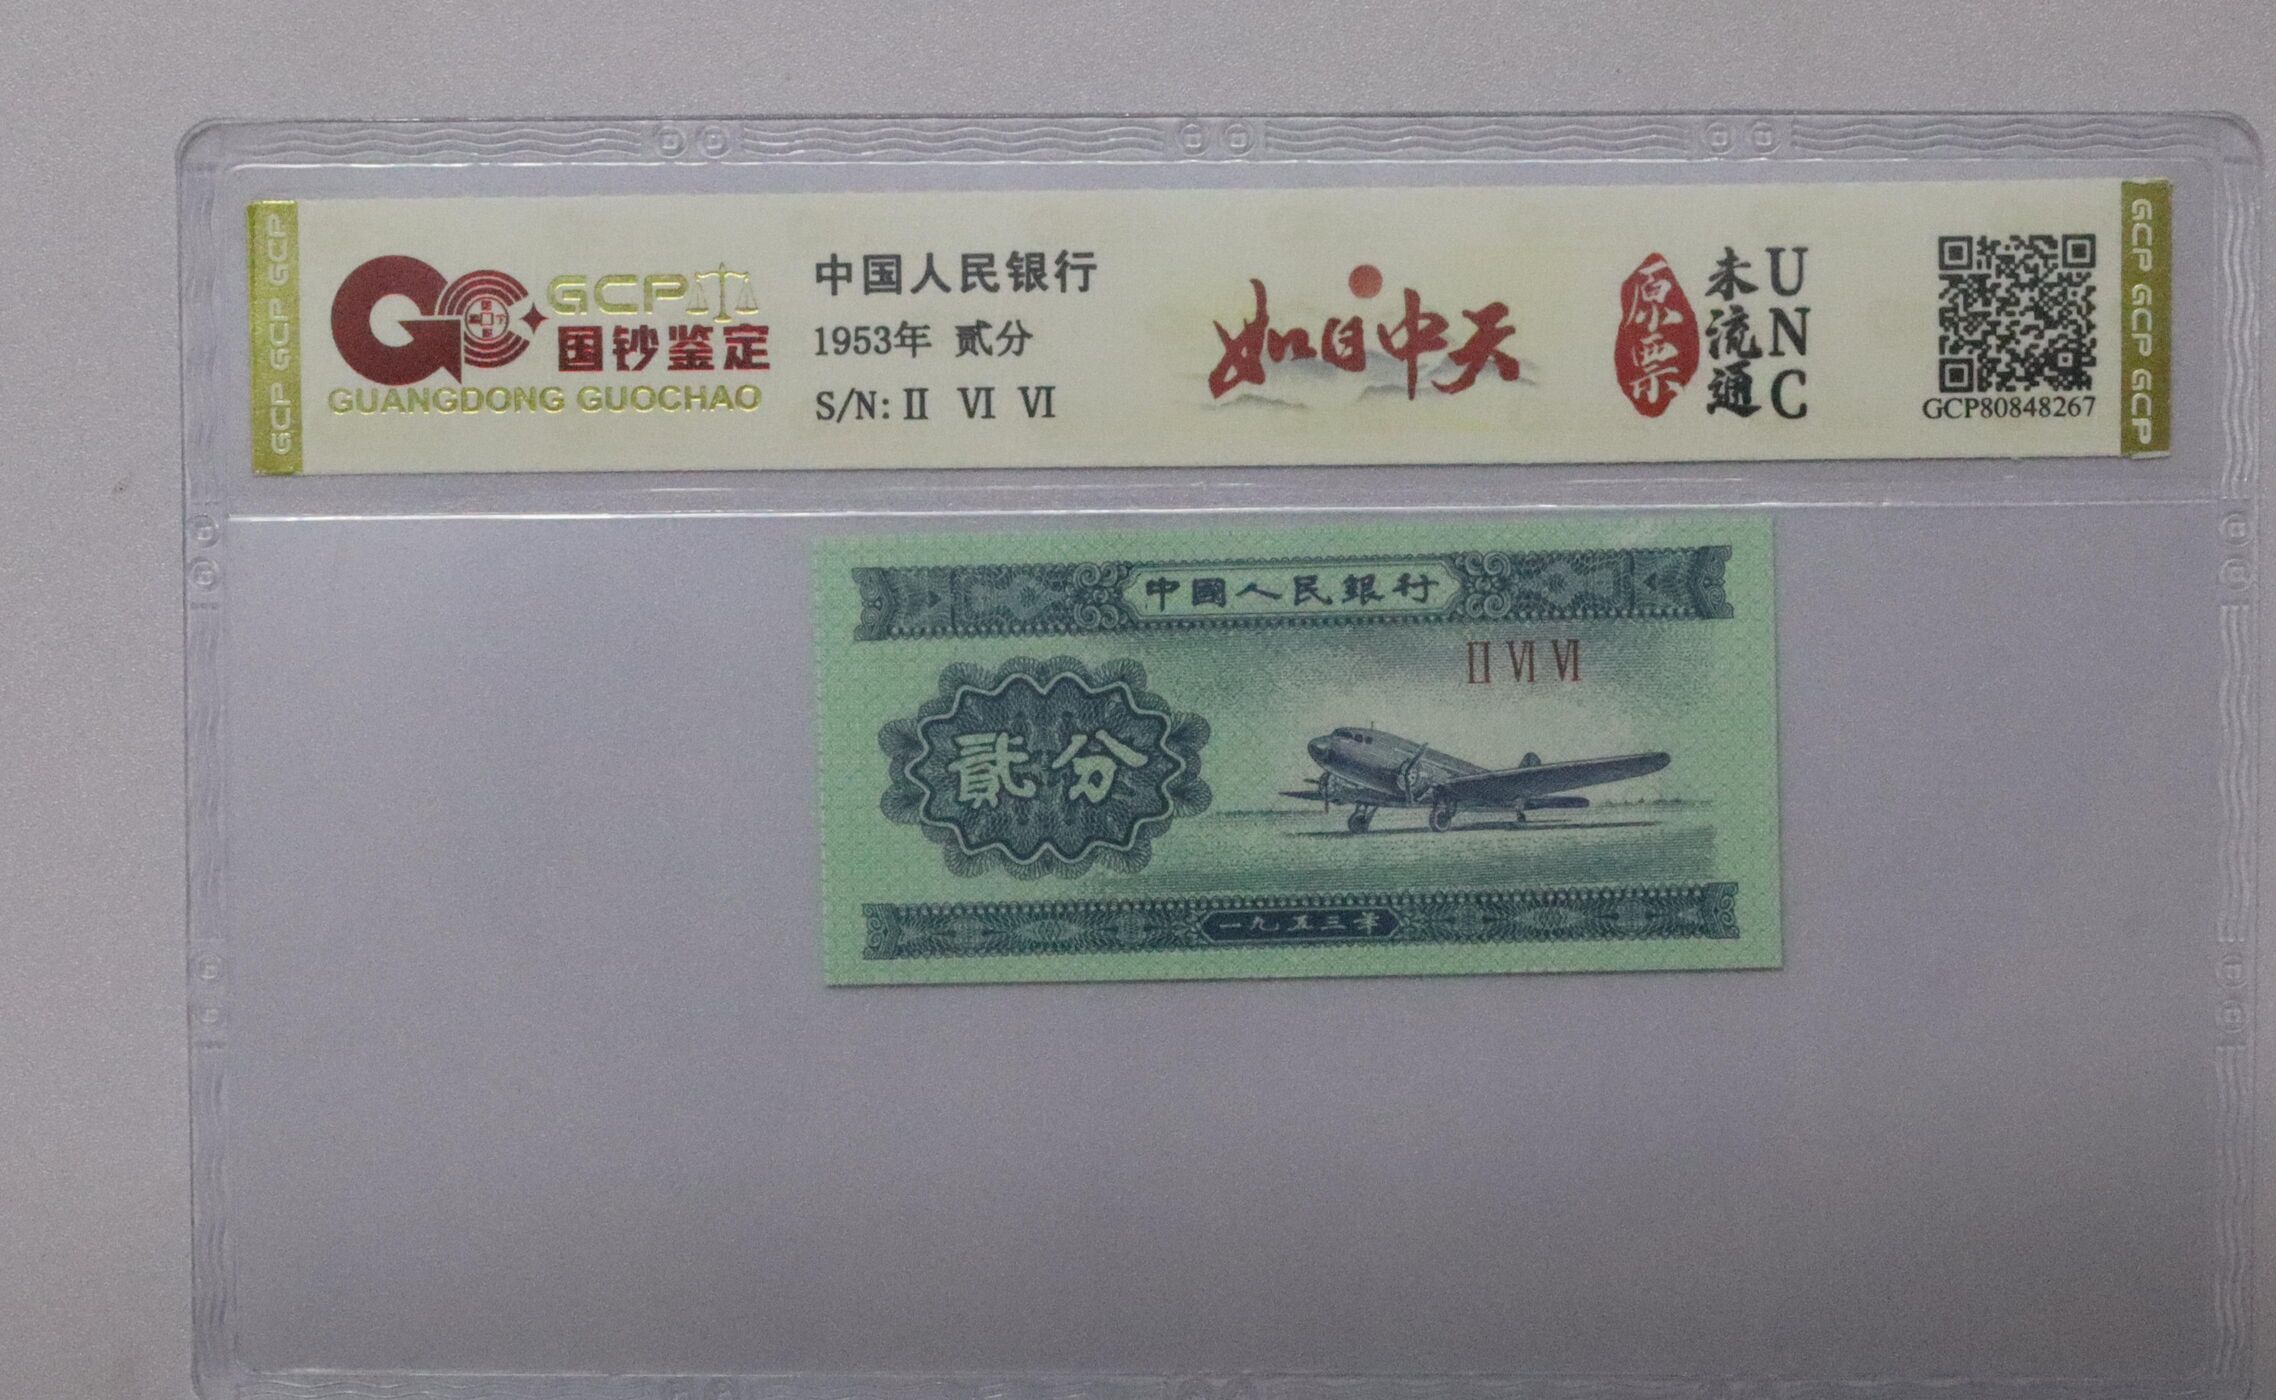 GCP GCP GCP
GCP
国钞鉴定
GUANGDONG GUOCHAO
中国人民银行
1953年 贰分
S/N: Ⅱ Ⅵ Ⅵ
如日中天
原票
未流通
UNC
GCP80848267
GCP GCP GCP
中國人民銀行
Ⅱ Ⅵ Ⅵ
貳分
一九五三年